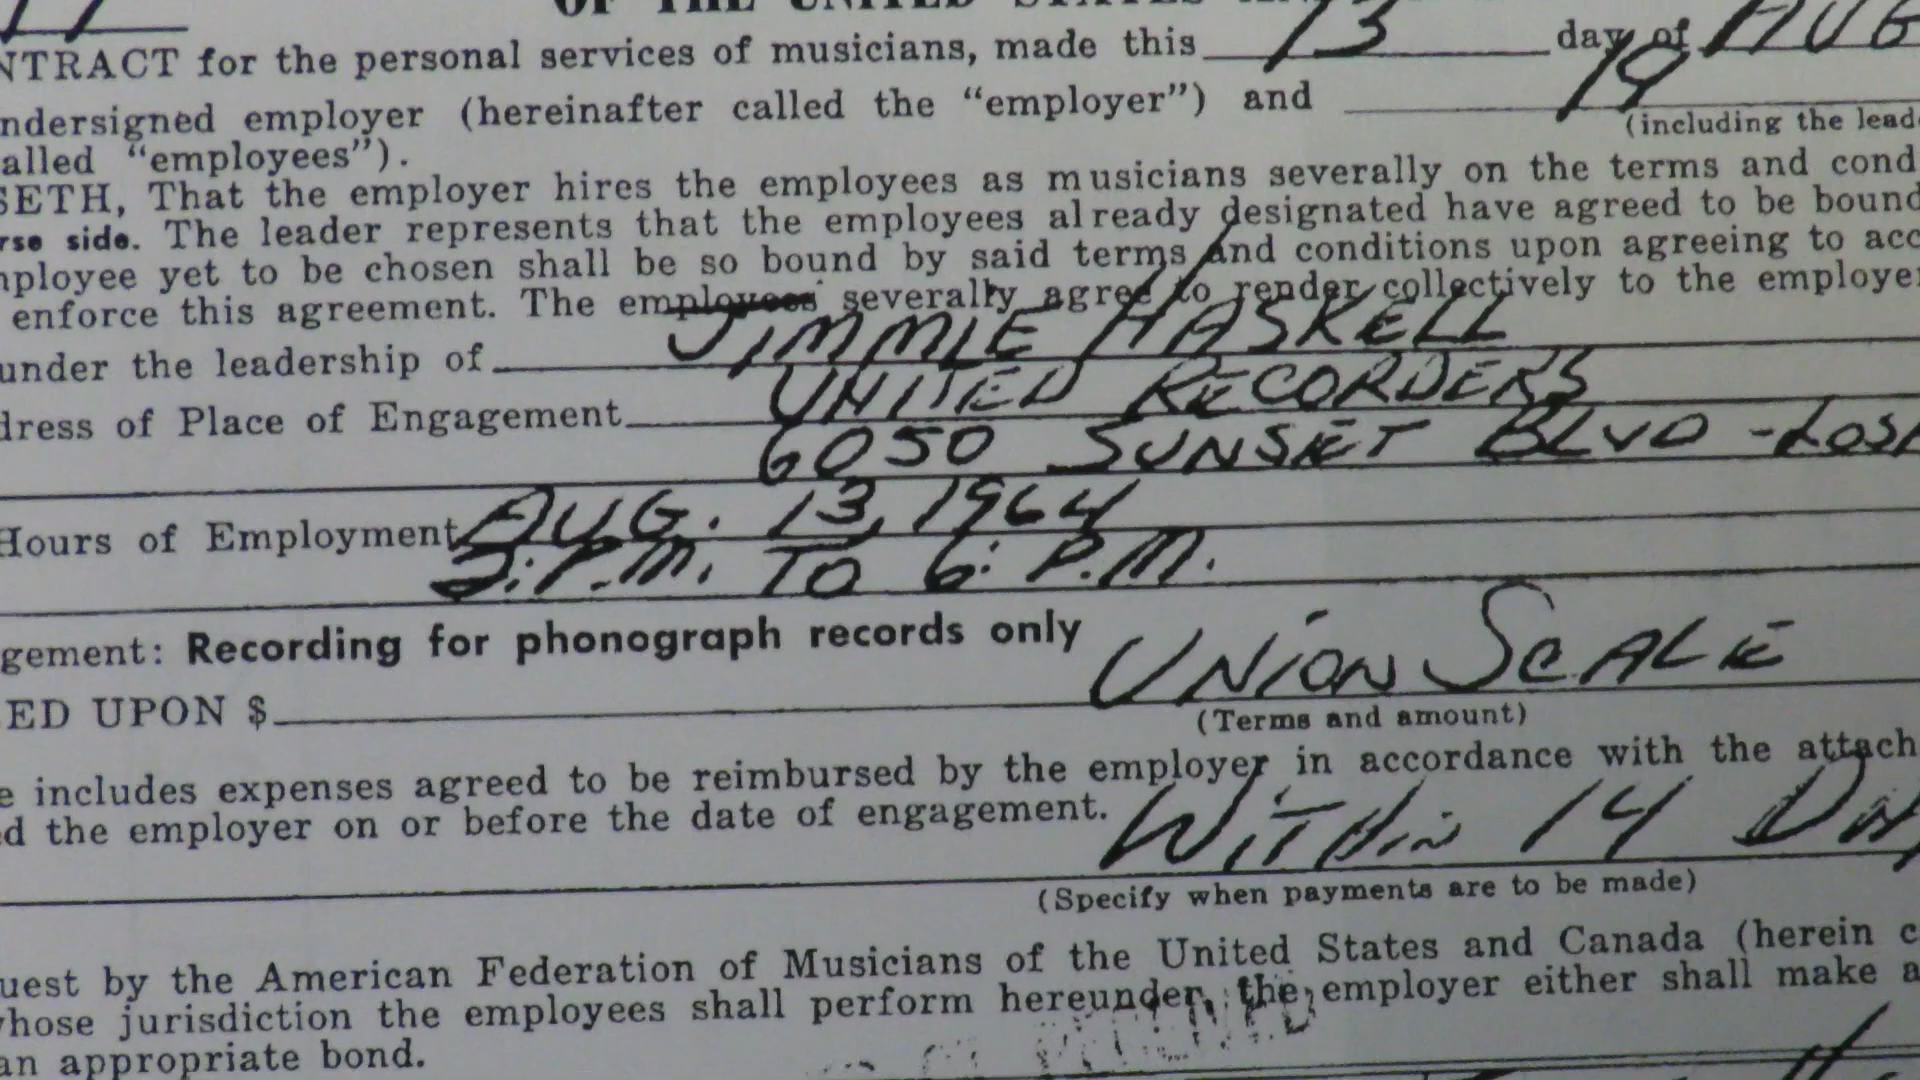 OF THE UNITED STATES
NTRACT for the personal services of musicians, made this 13 day of AUG
ndersigned employer (hereinafter called the "employer") and 19
(including the lead
alled "employees").
SETH, That the employer hires the employees as musicians severally on the terms and cond
rse side. The leader represents that the employees already designated have agreed to be bound
mployee yet to be chosen shall be so bound by said terms and conditions upon agreeing to acc
enforce this agreement. The employees severally agree to render collectively to the employe
under the leadership of JIMMIE HASKELL
UNITED RECORDERS
dress of Place of Engagement
6050 SUNSET BLVD - LOS
Hours of Employment AUG. 13, 1964
P.M. TO 6: P.M.
gement: Recording for phonograph records only
ED UPON $ UNION SCALE
(Terms and amount)
e includes expenses agreed to be reimbursed by the employer in accordance with the attach
d the employer on or before the date of engagement. WITHIN 14 DAY
(Specify when payments are to be made)
uest by the American Federation of Musicians of the United States and Canada (herein c
whose jurisdiction the employees shall perform hereunder, the employer either shall make a
an appropriate bond.